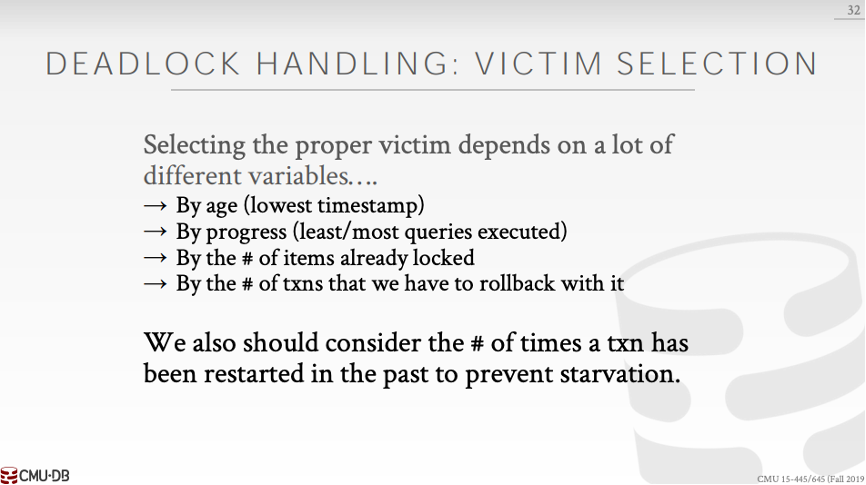 32
DEADLOCK HANDLING: VICTIM SELECTION
Selecting the proper victim depends on a lot of
different variables….
→ By age (lowest timestamp)
→ By progress (least/most queries executed)
→ By the # of items already locked
→ By the # of txns that we have to rollback with it
We also should consider the # of times a txn has
been restarted in the past to prevent starvation.
CMU·DB
CMU 15-445/645 (Fall 2019